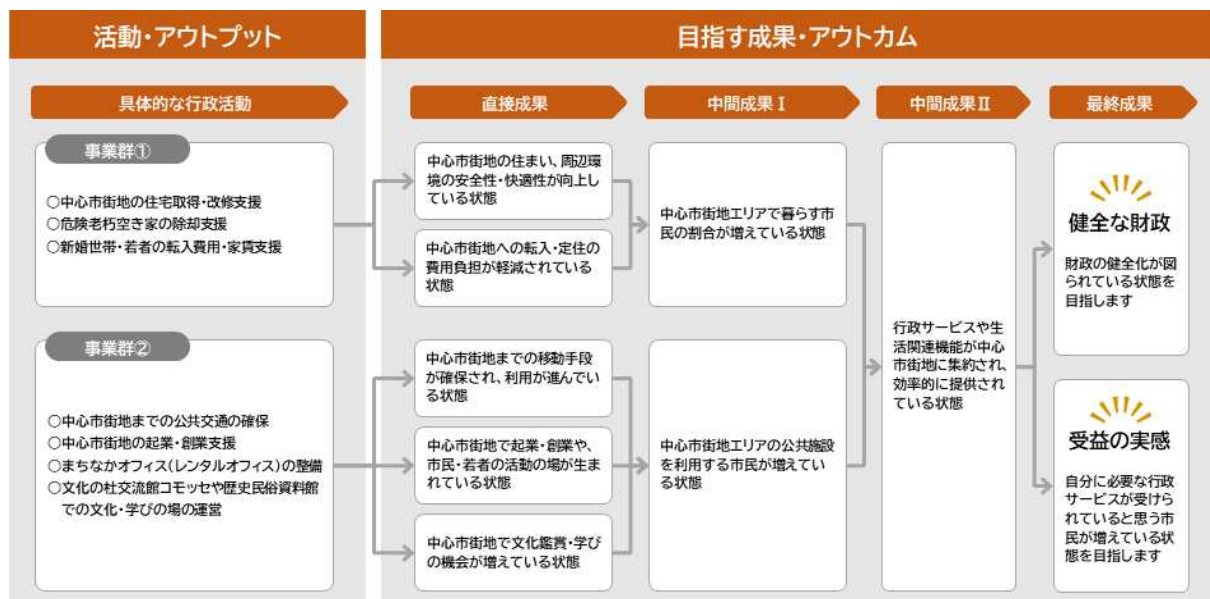 活動・アウトプット
目指す成果・アウトカム
具体的な行政活動
直接成果
中間成果Ⅰ
中間成果Ⅱ
最終成果
事業群①
○中心市街地の住宅取得・改修支援
○危険老朽空き家の除却支援
○新婚世帯・若者の転入費用・家賃支援
事業群②
○中心市街地までの公共交通の確保
○中心市街地の起業・創業支援
○まちなかオフィス(レンタルオフィス)の整備
○文化の杜交流館コモッセや歴史民俗資料館
での文化・学びの場の運営
中心市街地の住まい、周辺環
境の安全性・快適性が向上し
ている状態
中心市街地への転入・定住の
費用負担が軽減されている
状態
中心市街地までの移動手段
が確保され、利用が進んでい
る状態
中心市街地で起業・創業や、
市民・若者の活動の場が生ま
れている状態
中心市街地で文化鑑賞・学び
の機会が増えている状態
中心市街地エリアで暮らす市
民の割合が増えている状態
中心市街地エリアの公共施設
を利用する市民が増えてい
る状態
行政サービスや生
活関連機能が中心
市街地に集約され、
効率的に提供され
ている状態
健全な財政
財政の健全化が図
られている状態を
目指します
受益の実感
自分に必要な行政
サービスが受けら
れていると思う市
民が増えている状
態を目指します